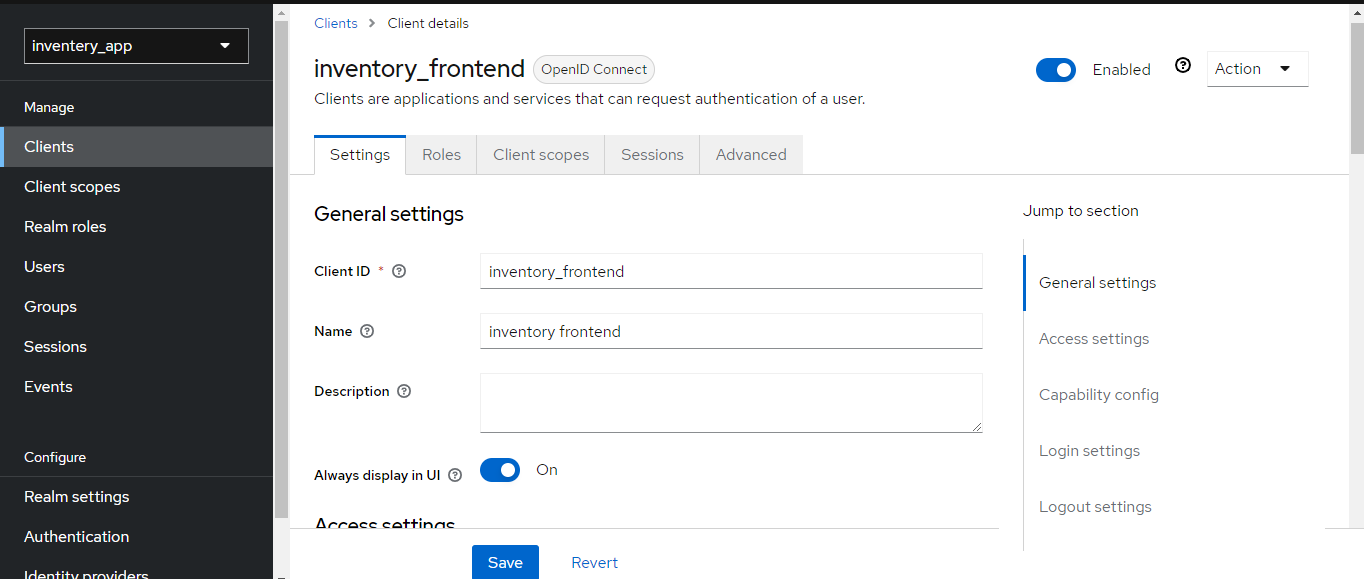 inventery_app
Manage
Clients
Client scopes
Realm roles
Users
Groups
Sessions
Events
Configure
Realm settings
Authentication
Identity providers
Clients > Client details
inventory_frontend OpenID Connect
Enabled ? Action
Clients are applications and services that can request authentication of a user.
Settings Roles Client scopes Sessions Advanced
General settings
Client ID * ? inventory_frontend
Name ? inventory frontend
Description ?
Always display in UI ? On
Access settings
Save Revert
Jump to section
General settings
Access settings
Capability config
Login settings
Logout settings